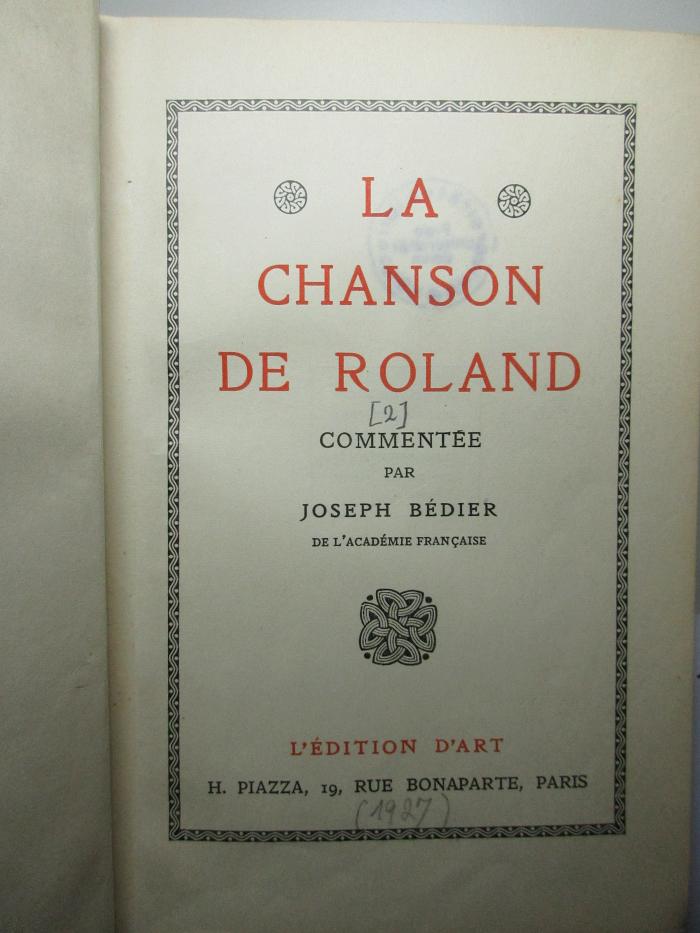 LA
CHANSON
DE ROLAND
[2]
COMMENTÉE
PAR
JOSEPH BÉDIER
DE L'ACADÉMIE FRANÇAISE
L'ÉDITION D'ART
H. PIAZZA, 19, RUE BONAPARTE, PARIS
(1927)